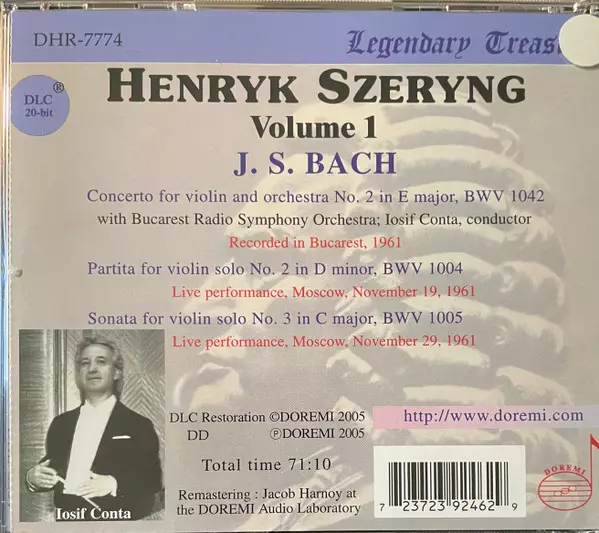 DHR-7774
Legendary
DLC ®
20-bit
HENRYK SZERYNG
Volume 1
J. S. BACH
Concerto for violin and orchestra No. 2 in E major, BWV 1042
with Bucarest Radio Symphony Orchestra; Iosif Conta, conductor
Recorded in Bucarest, 1961
Partita for violin solo No. 2 in D minor, BWV 1004
Live performance, Moscow, November 19, 1961
Sonata for violin solo No. 3 in C major, BWV 1005
Live performance, Moscow, November 29, 1961
Iosif Conta
DLC Restoration ©DOREMI 2005
DD ℗DOREMI 2005
Total time 71:10
Remastering : Jacob Harnoy at
the DOREMI Audio Laboratory
http://www.doremi.com
7 23723 92462 9
DOREMI